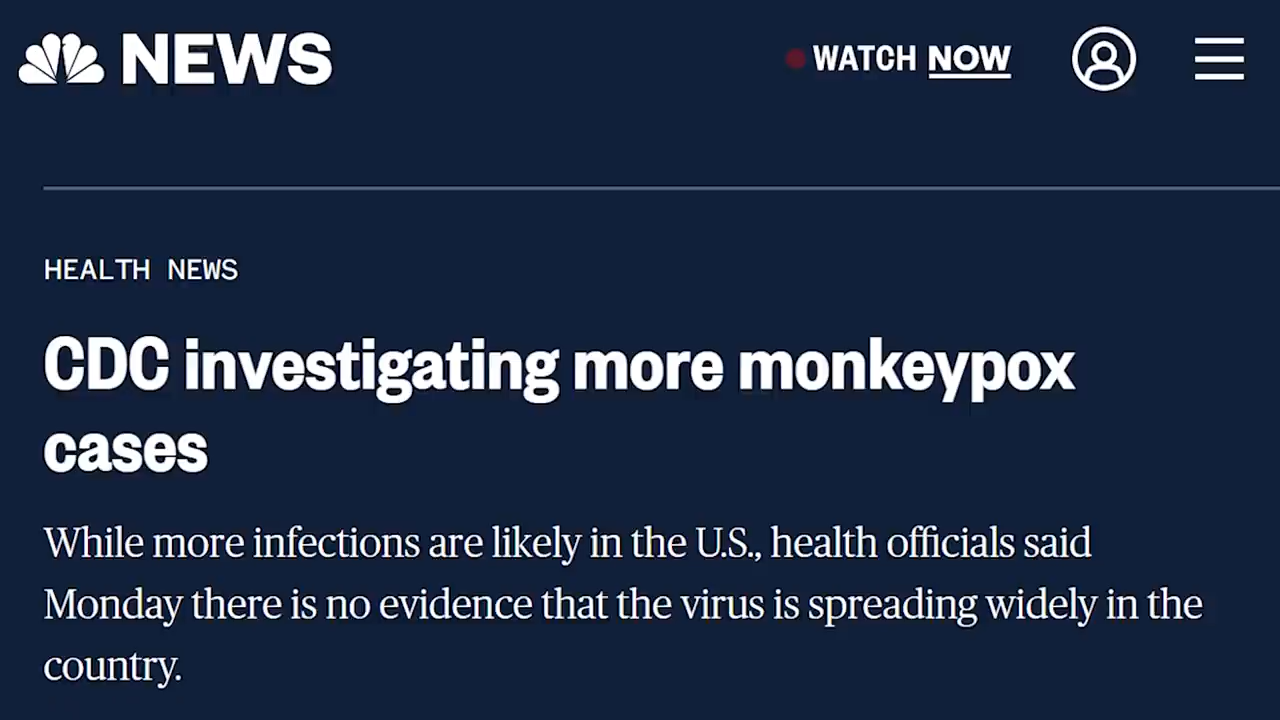 NEWS
WATCH NOW
HEALTH NEWS
CDC investigating more monkeypox
cases
While more infections are likely in the U.S., health officials said
Monday there is no evidence that the virus is spreading widely in the
country.